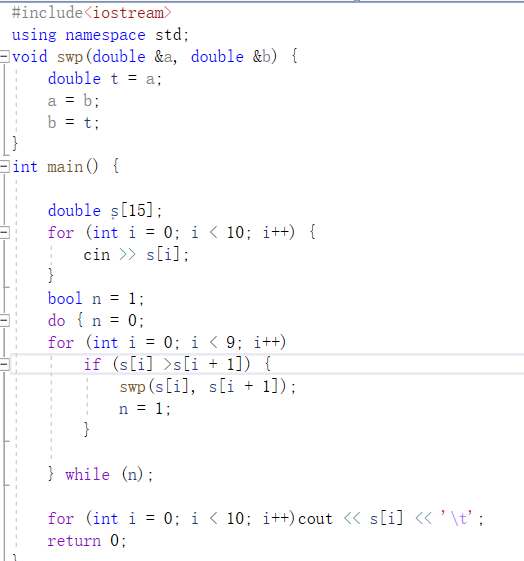 #include<iostream>
using namespace std;
void swp(double &a, double &b) {
    double t = a;
    a = b;
    b = t;
}
int main() {
    double s[15];
    for (int i = 0; i < 10; i++) {
        cin >> s[i];
    }
    bool n = 1;
    do { n = 0;
    for (int i = 0; i < 9; i++)
        if (s[i] >s[i + 1]) {
            swp(s[i], s[i + 1]);
            n = 1;
        }
    } while (n);
    for (int i = 0; i < 10; i++)cout << s[i] << '\t';
    return 0;
}